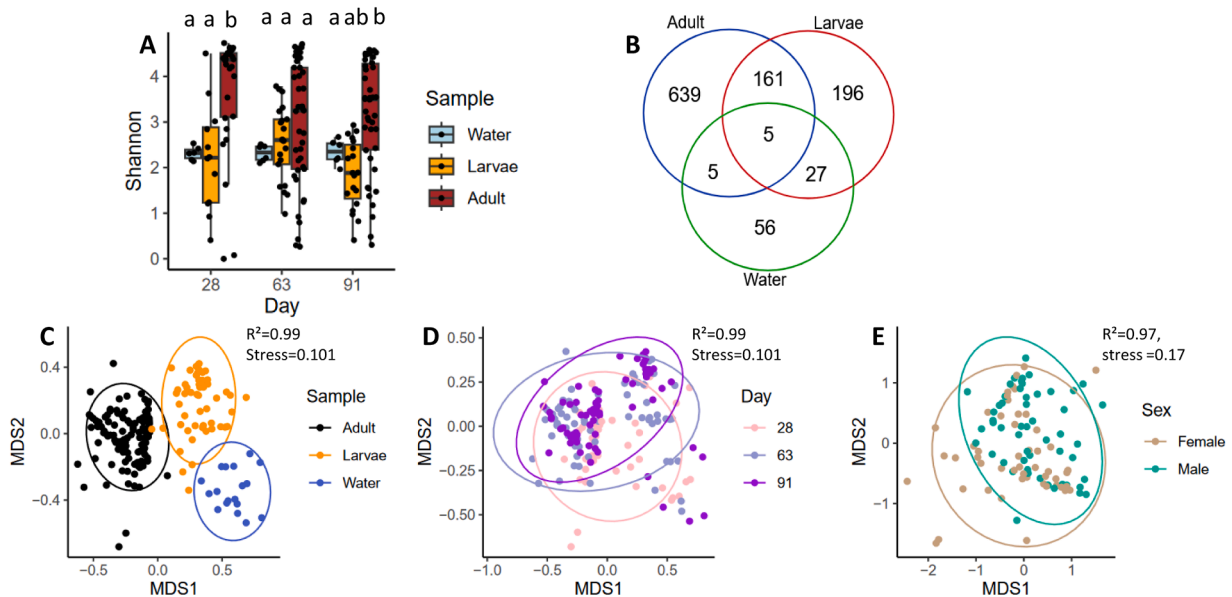 a a b a a a a ab b
A
4
3
2
1
0
Shannon
28 63 91
Day
Sample
Water
Larvae
Adult
B
Adult Larvae
639 161 196
5
5 27
56
Water
C
R²=0.99
Stress=0.101
0.4
0.0
−0.4
MDS2
−0.5 0.0 0.5
MDS1
Sample
Adult
Larvae
Water
D
R²=0.99
Stress=0.101
0.50
0.25
0.00
−0.25
−0.50
MDS2
−1.0 −0.5 0.0 0.5
MDS1
Day
28
63
91
E
R²=0.97,
stress=0.17
1
0
−1
MDS2
−2 −1 0 1
MDS1
Sex
Female
Male